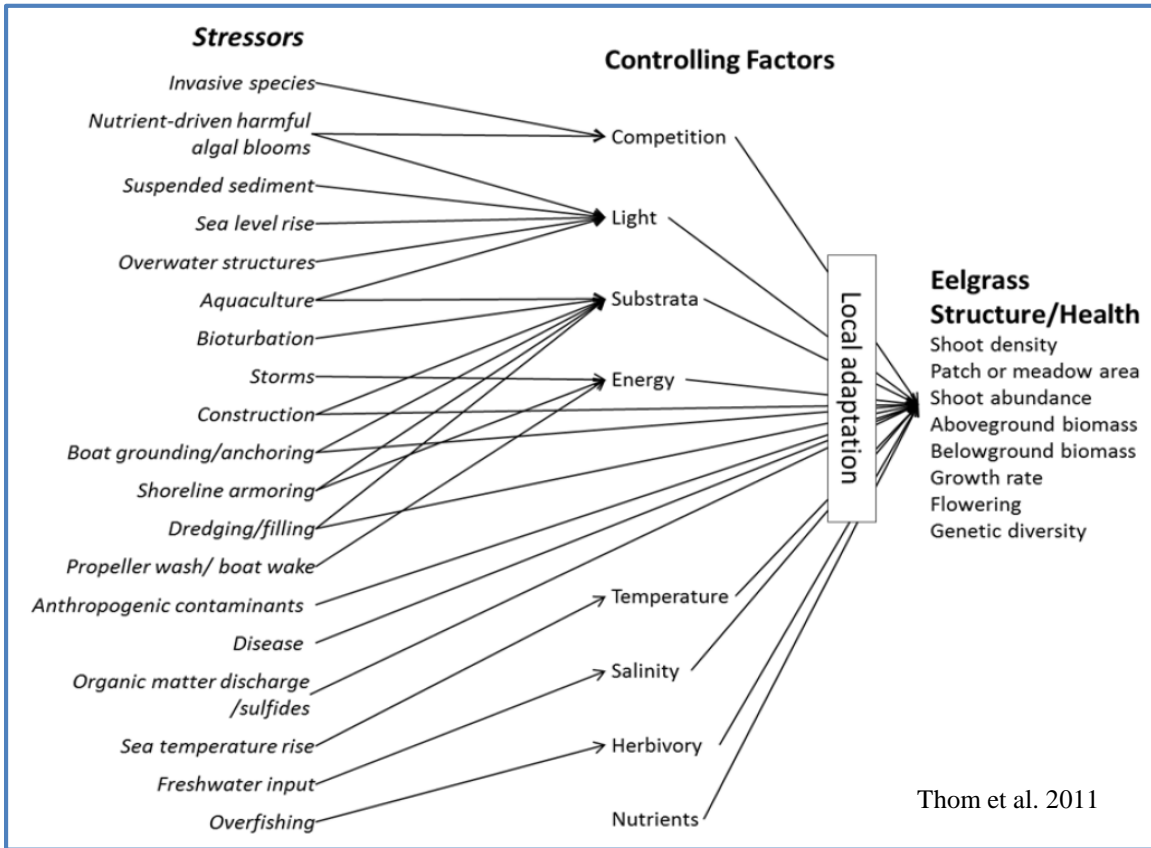 Stressors
Invasive species
Nutrient-driven harmful
algal blooms
Suspended sediment
Sea level rise
Overwater structures
Aquaculture
Bioturbation
Storms
Construction
Boat grounding/anchoring
Shoreline armoring
Dredging/filling
Propeller wash/ boat wake
Anthropogenic contaminants
Disease
Organic matter discharge
/sulfides
Sea temperature rise
Freshwater input
Overfishing
Controlling Factors
Competition
Light
Substrata
Energy
Temperature
Salinity
Herbivory
Nutrients
Local adaptation
Eelgrass
Structure/Health
Shoot density
Patch or meadow area
Shoot abundance
Aboveground biomass
Belowground biomass
Growth rate
Flowering
Genetic diversity
Thom et al. 2011